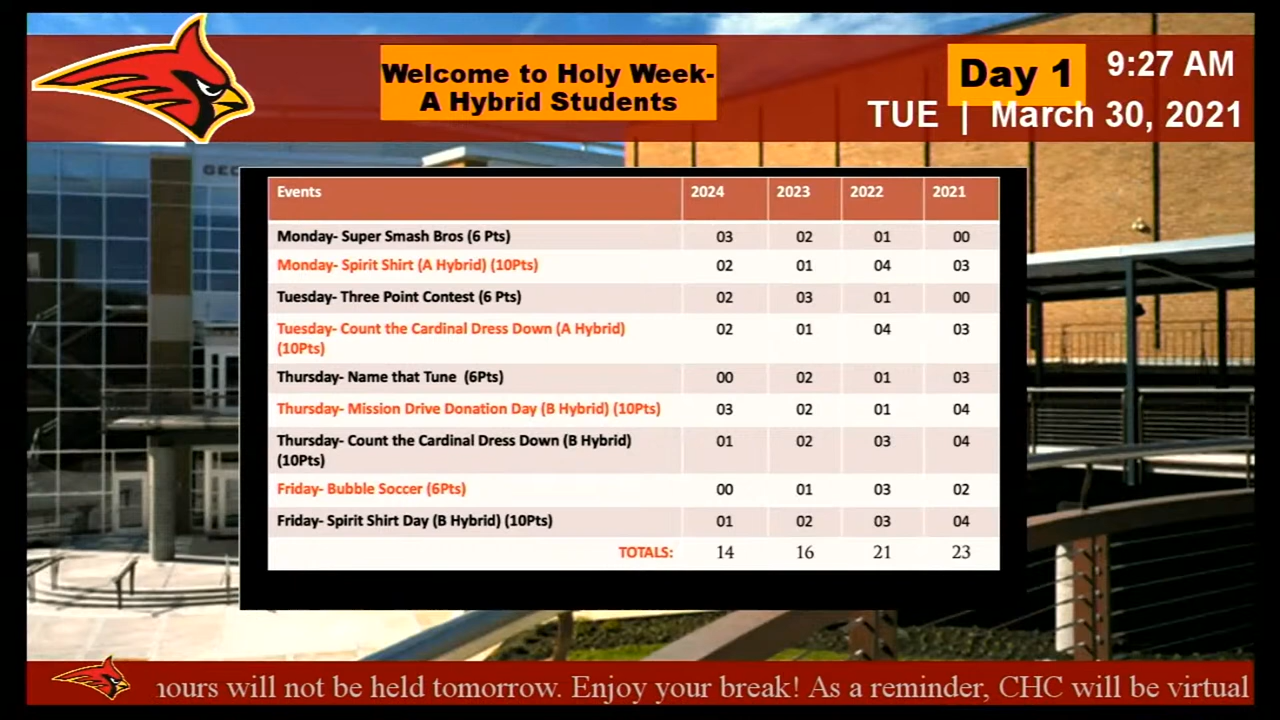 Welcome to Holy Week-
A Hybrid Students
Day 1
9:27 AM
TUE | March 30, 2021
Events 2024 2023 2022 2021
Monday- Super Smash Bros (6 Pts) 03 02 01 00
Monday- Spirit Shirt (A Hybrid) (10Pts) 02 01 04 03
Tuesday- Three Point Contest (6 Pts) 02 03 01 00
Tuesday- Count the Cardinal Dress Down (A Hybrid)
(10Pts) 02 01 04 03
Thursday- Name that Tune (6Pts) 00 02 01 03
Thursday- Mission Drive Donation Day (B Hybrid) (10Pts) 03 02 01 04
Thursday- Count the Cardinal Dress Down (B Hybrid)
(10Pts) 01 02 03 04
Friday- Bubble Soccer (6Pts) 00 01 03 02
Friday- Spirit Shirt Day (B Hybrid) (10Pts) 01 02 03 04
TOTALS: 14 16 21 23
will not be held tomorrow. Enjoy your break! As a reminder, CHC will be virtual